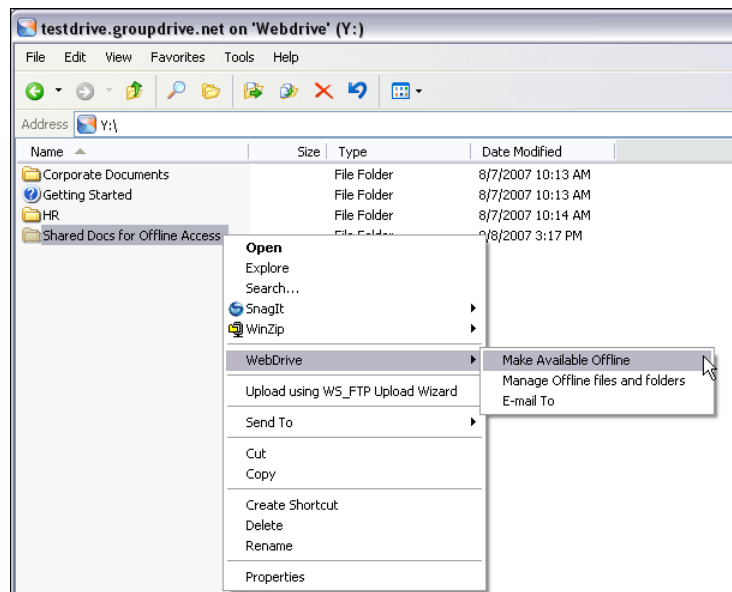 testdrive.groupdrive.net on 'Webdrive' (Y:)
File Edit View Favorites Tools Help
Address Y:\
Name Size Type Date Modified
Corporate Documents File Folder 8/7/2007 10:13 AM
Getting Started File Folder 8/7/2007 10:13 AM
HR File Folder 8/7/2007 10:14 AM
Shared Docs for Offline Access File Folder /8/2007 3:17 PM
Open
Explore
Search...
SnagIt
WinZip
WebDrive
Make Available Offline
Manage Offline files and folders
E-mail To
Upload using WS_FTP Upload Wizard
Send To
Cut
Copy
Create Shortcut
Delete
Rename
Properties